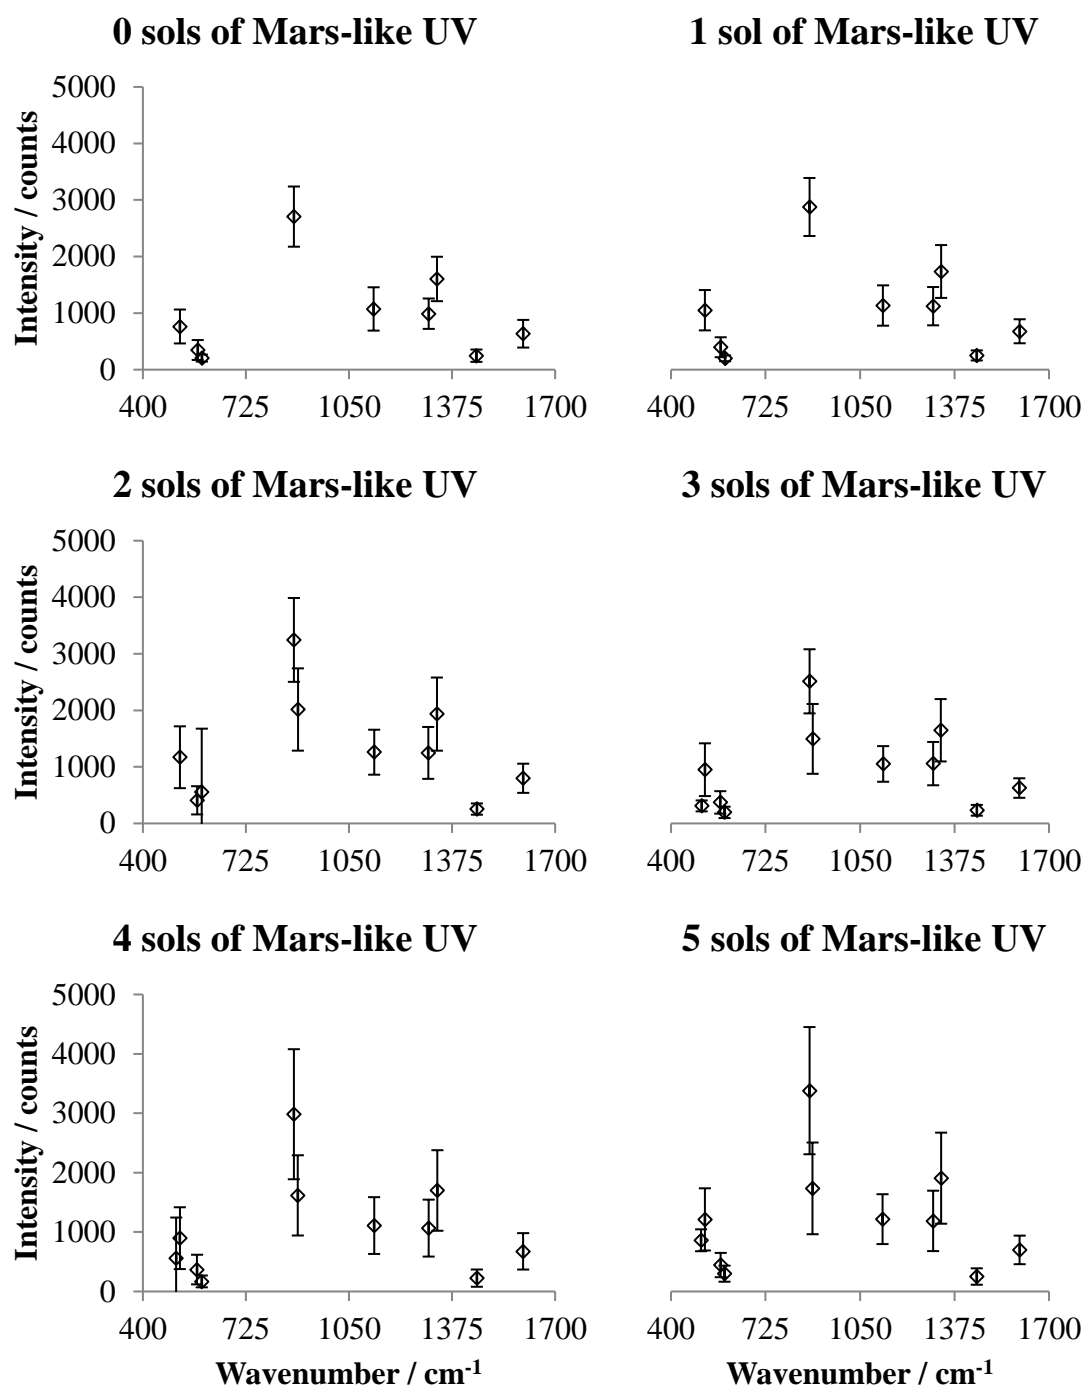 0 sols of Mars-like UV
1 sol of Mars-like UV
Intensity / counts
5000
4000
3000
2000
1000
0
400 725 1050 1375 1700
400 725 1050 1375 1700
2 sols of Mars-like UV
3 sols of Mars-like UV
Intensity / counts
5000
4000
3000
2000
1000
0
400 725 1050 1375 1700
400 725 1050 1375 1700
4 sols of Mars-like UV
5 sols of Mars-like UV
Intensity / counts
5000
4000
3000
2000
1000
0
400 725 1050 1375 1700
400 725 1050 1375 1700
Wavenumber / cm⁻¹
Wavenumber / cm⁻¹